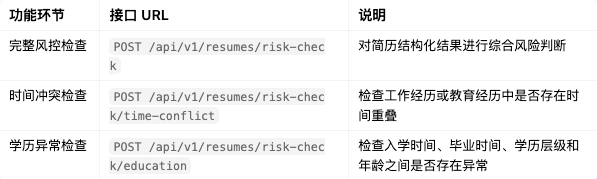 功能环节 接口 URL 说明
完整风控检查 POST /api/v1/resumes/risk-chec 对简历结构化结果进行综合风险判断
k
时间冲突检查 POST /api/v1/resumes/risk-chec 检查工作经历或教育经历中是否存在时
k/time-conflict 间重叠
学历异常检查 POST /api/v1/resumes/risk-chec 检查入学时间、毕业时间、学历层级和
k/education 年龄之间是否存在异常